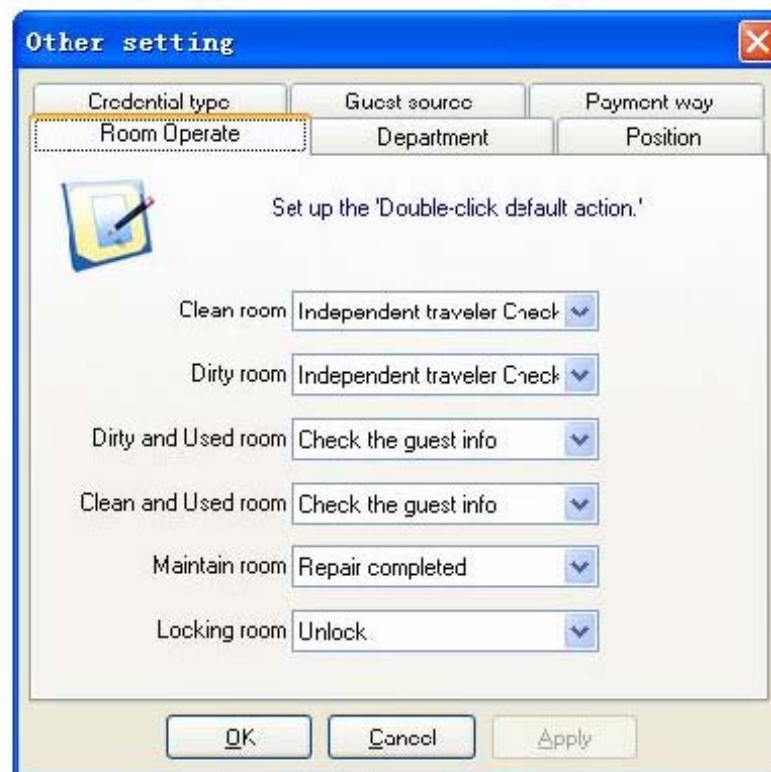 Other setting
Credential type Guest source Payment way
Room Operate Department Position
Set up the 'Double-click default action.'
Clean room Independent traveler Check
Dirty room Independent traveler Check
Dirty and Used room Check the guest info
Clean and Used room Check the guest info
Maintain room Repair completed
Locking room Unlock
OK Cancel Apply